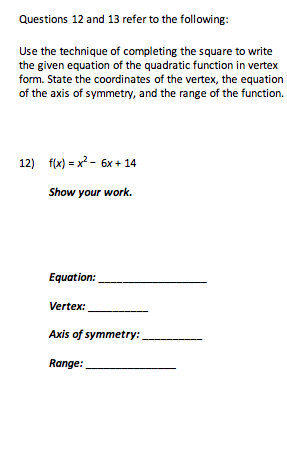 Questions 12 and 13 refer to the following:
Use the technique of completing the square to write
the given equation of the quadratic function in vertex
form. State the coordinates of the vertex, the equation
of the axis of symmetry, and the range of the function.
12) f(x) = x² – 6x + 14
Show your work.
Equation: __________________
Vertex: __________
Axis of symmetry: __________
Range: _______________